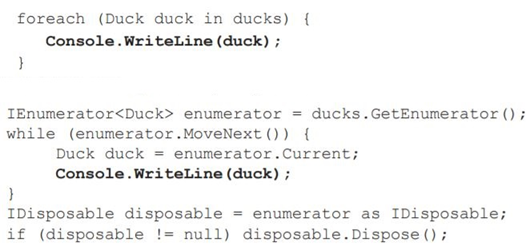 foreach (Duck duck in ducks) {
Console.WriteLine(duck);
}
IEnumerator<Duck> enumerator = ducks.GetEnumerator();
while (enumerator.MoveNext()) {
Duck duck = enumerator.Current;
Console.WriteLine(duck);
}
IDisposable disposable = enumerator as IDisposable;
if (disposable != null) disposable.Dispose();